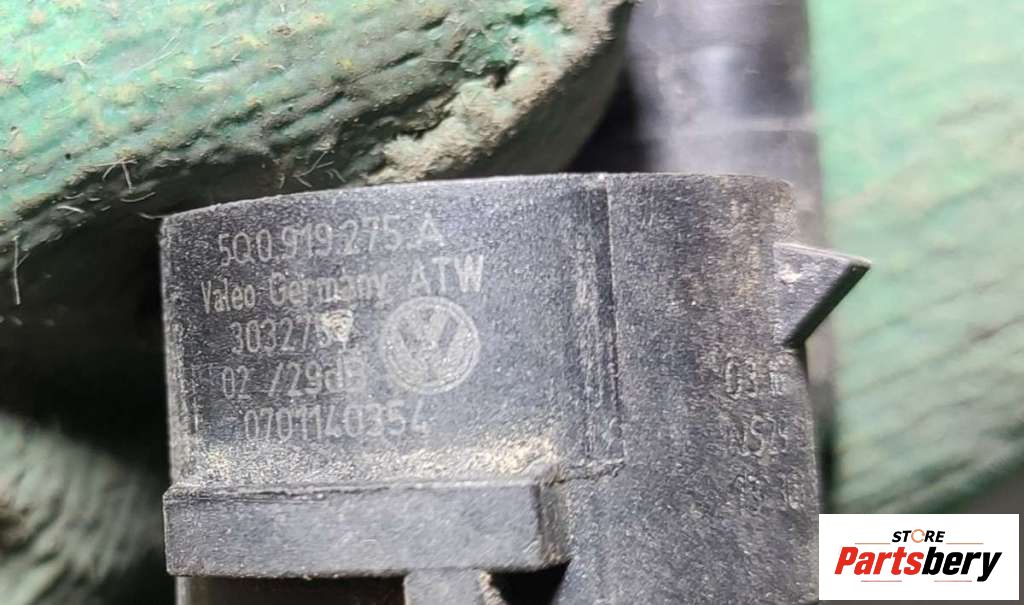 5Q0 919 275 A
Valeo Germany ATW
02 /29dB
0701140354
STORE
Partsbery